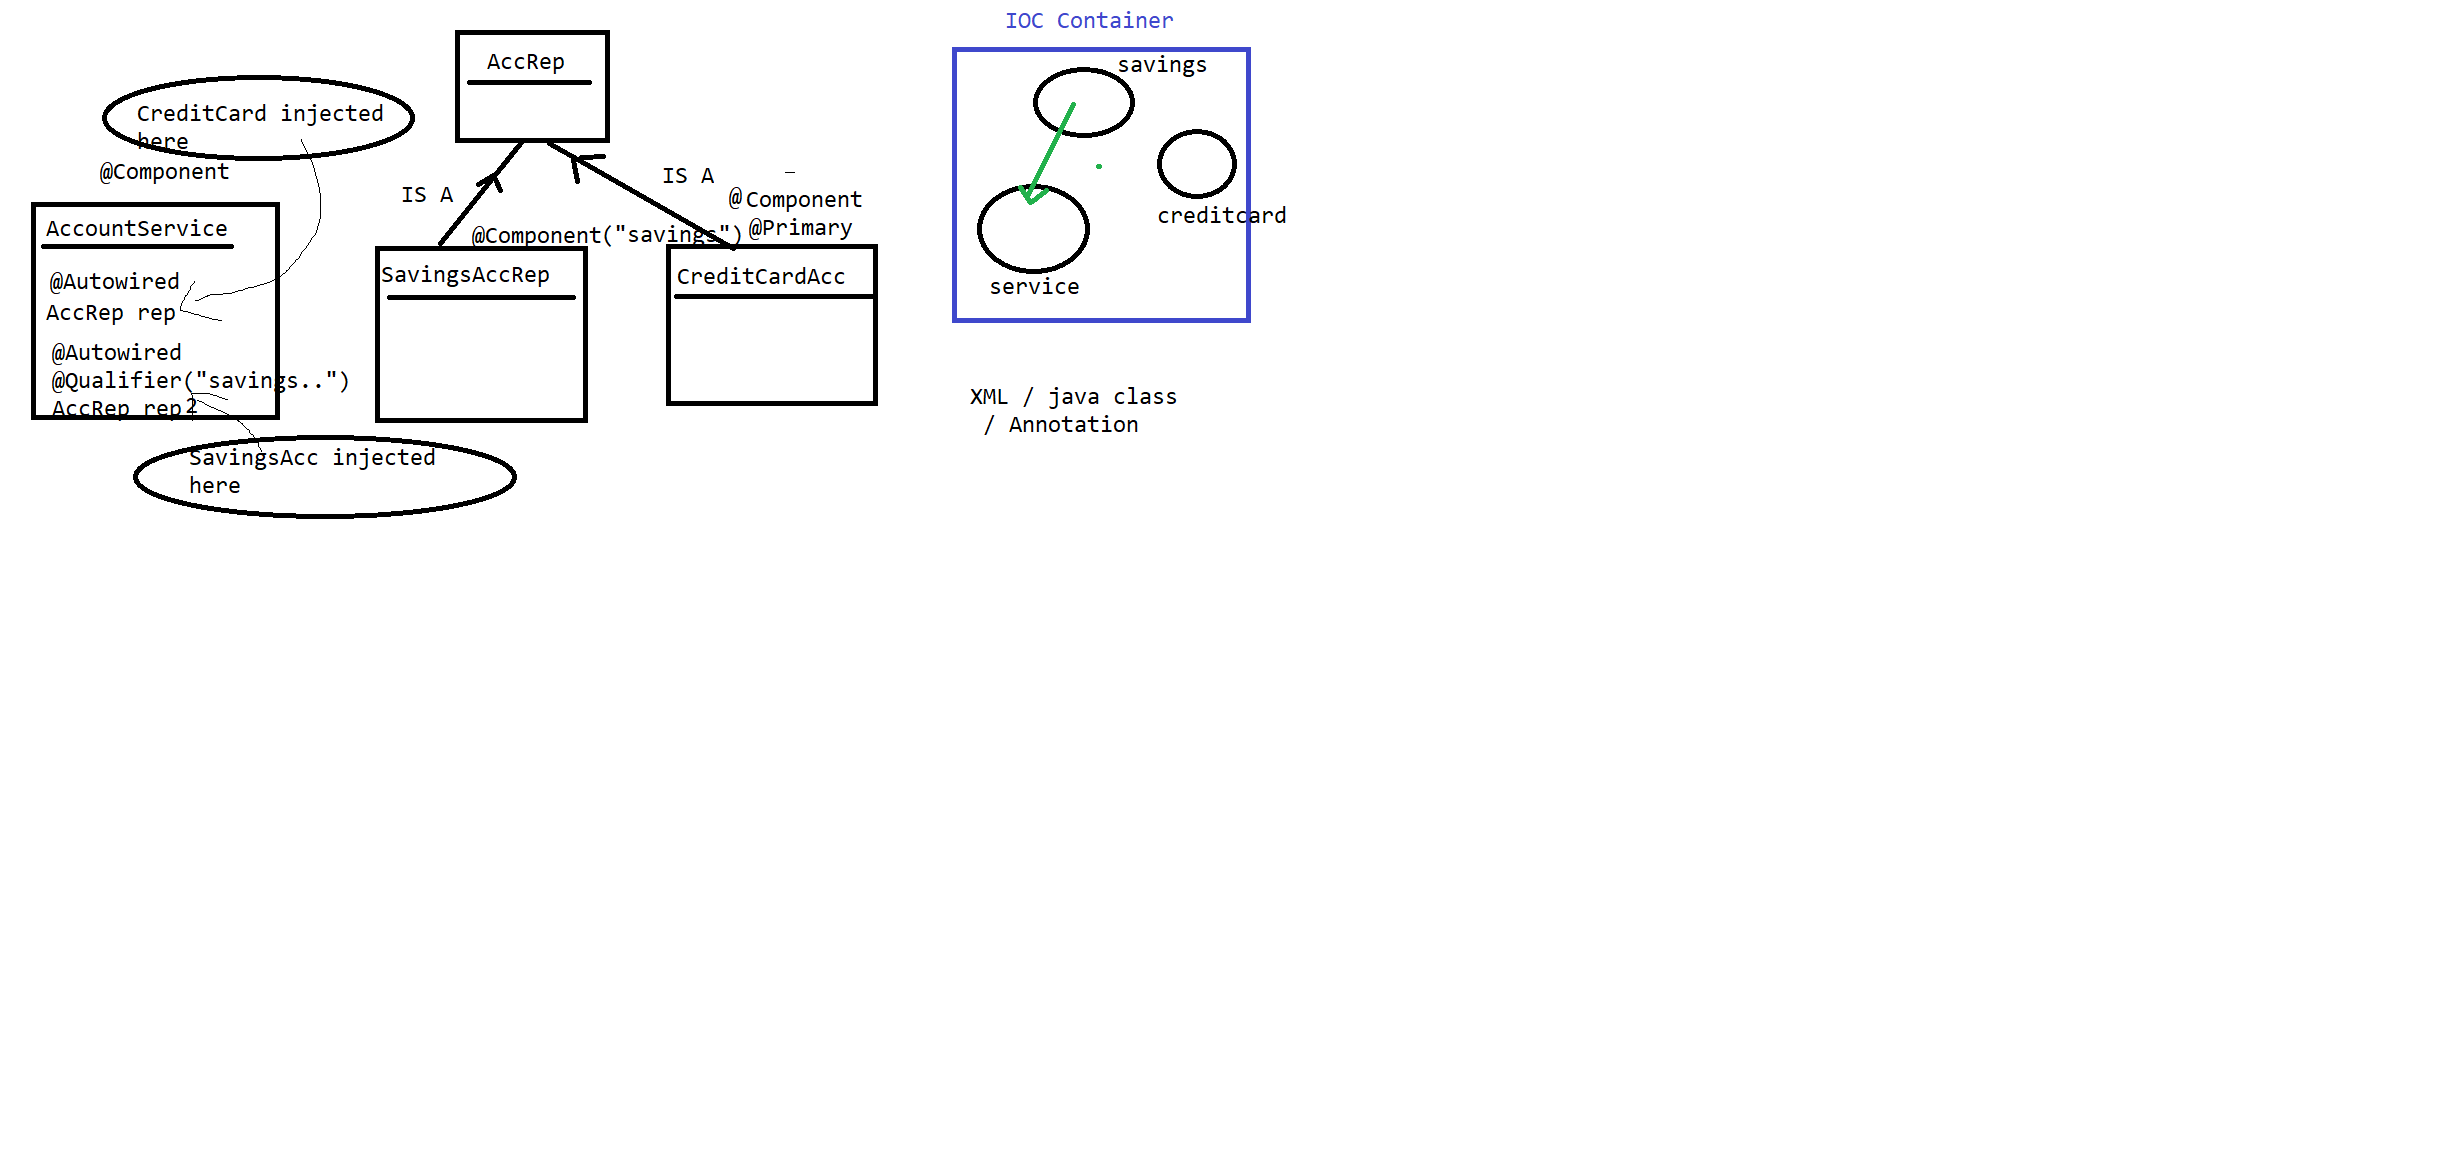 IOC Container
AccRep
savings
CreditCard injected
here
@Component
IS A
IS A
@Component
@Primary
creditcard
AccountService
@Component("savings")
SavingsAccRep
CreditCardAcc
@Autowired
AccRep rep
service
@Autowired
@Qualifier("savings..")
AccRep rep2
XML / java class
/ Annotation
SavingsAcc injected
here